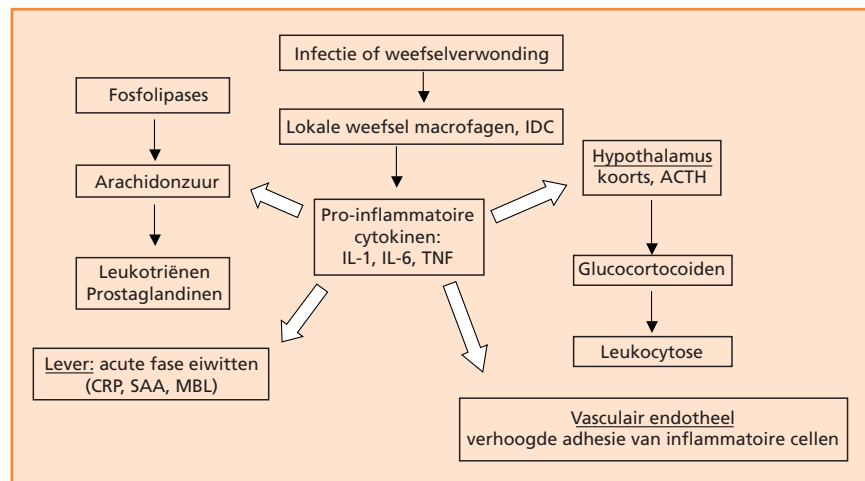 Infectie of weefselverwonding
Fosfolipases
Lokale weefsel macrofagen, IDC
Arachidonzuur
Hypothalamus
koorts, ACTH
Pro-inflammatoire
cytokinen:
IL-1, IL-6, TNF
Leukotriënen
Prostaglandinen
Glucocortocoiden
Lever: acute fase eiwitten
(CRP, SAA, MBL)
Leukocytose
Vasculair endotheel
verhoogde adhesie van inflammatoire cellen